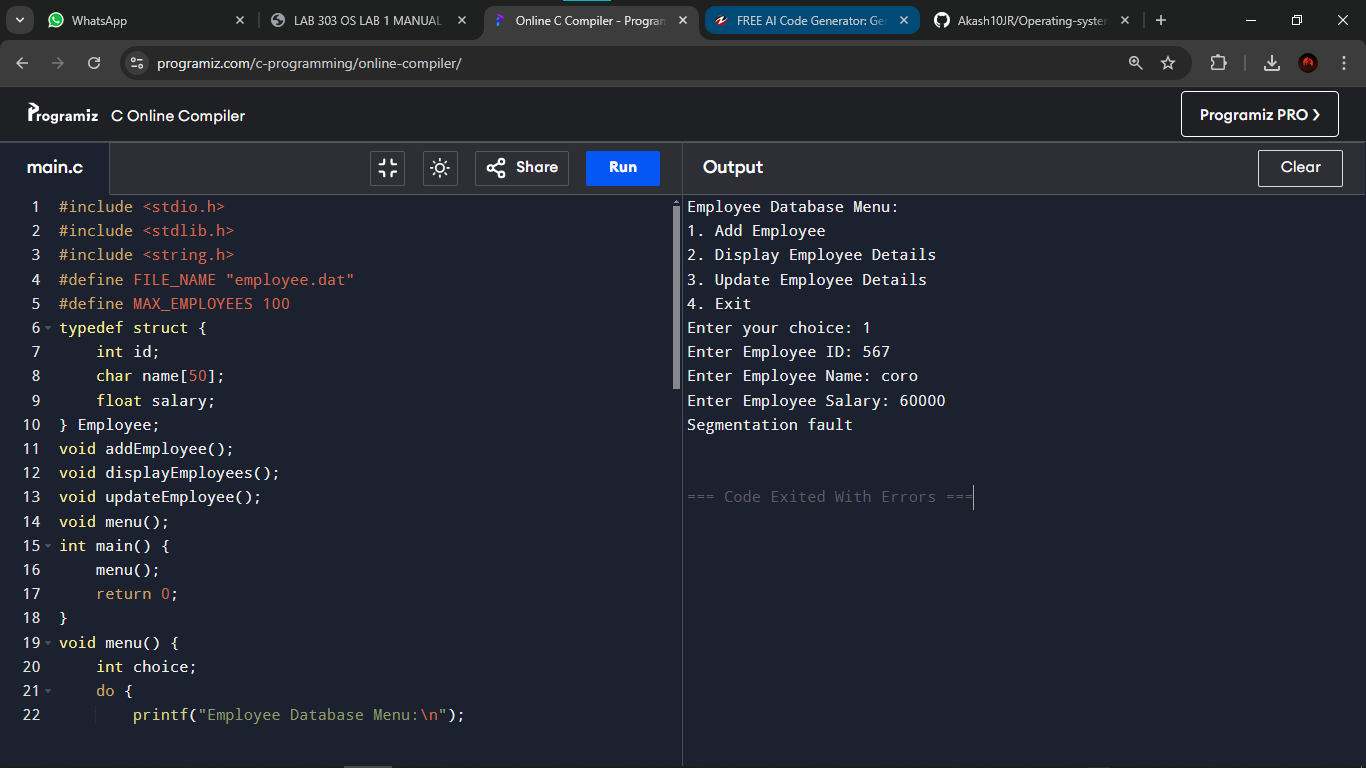 WhatsApp
LAB 303 OS LAB 1 MANUAL
Online C Compiler - Program
FREE AI Code Generator: Ge
Akash10JR/Operating-system
programiz.com/c-programming/online-compiler/
Programiz C Online Compiler
Programiz PRO
main.c
Share
Run
Output
Clear
1 #include <stdio.h>
2 #include <stdlib.h>
3 #include <string.h>
4 #define FILE_NAME "employee.dat"
5 #define MAX_EMPLOYEES 100
6 typedef struct {
7 int id;
8 char name[50];
9 float salary;
10 } Employee;
11 void addEmployee();
12 void displayEmployees();
13 void updateEmployee();
14 void menu();
15 int main() {
16 menu();
17 return 0;
18 }
19 void menu() {
20 int choice;
21 do {
22 printf("Employee Database Menu:\n");
Employee Database Menu:
1. Add Employee
2. Display Employee Details
3. Update Employee Details
4. Exit
Enter your choice: 1
Enter Employee ID: 567
Enter Employee Name: coro
Enter Employee Salary: 60000
Segmentation fault
=== Code Exited With Errors ===